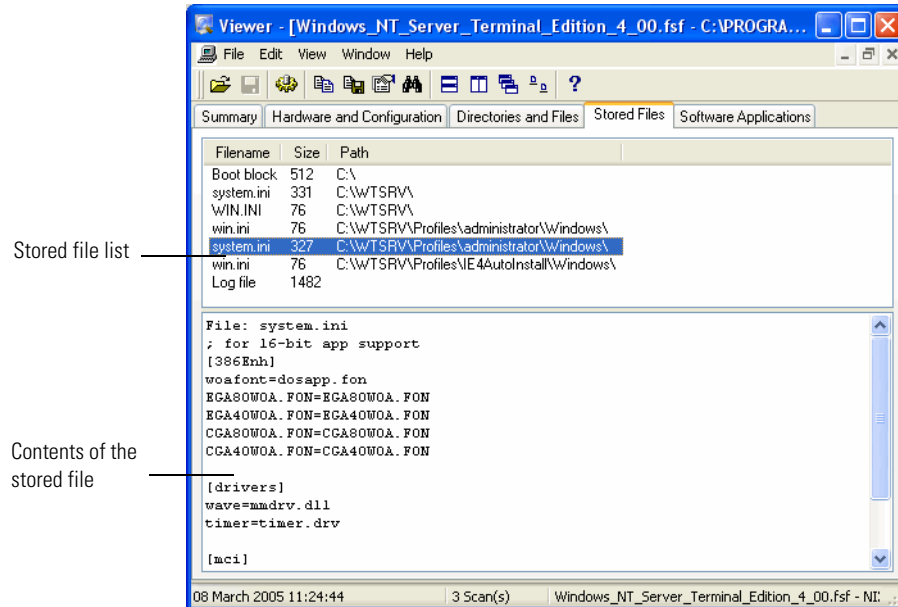 Viewer - [Windows_NT_Server_Terminal_Edition_4_00.fsf - C:\PROGRA...
File Edit View Window Help
Summary Hardware and Configuration Directories and Files Stored Files Software Applications
Filename Size Path
Boot block 512 C:\
system.ini 331 C:\WTSRV\
WIN.INI 76 C:\WTSRV\
win.ini 76 C:\WTSRV\Profiles\administrator\Windows\
system.ini 327 C:\WTSRV\Profiles\administrator\Windows\
win.ini 76 C:\WTSRV\Profiles\IE4AutoInstall\Windows\
Log file 1482
Stored file list
File: system.ini
; for 16-bit app support
[386Enh]
woafont=dosapp.fon
EGA80WOA.FON=EGA80WOA.FON
EGA40WOA.FON=EGA40WOA.FON
CGA80WOA.FON=CGA80WOA.FON
CGA40WOA.FON=CGA40WOA.FON
Contents of the
stored file
[drivers]
wave=mmdrv.dll
timer=timer.drv
[mci]
08 March 2005 11:24:44 3 Scan(s) Windows_NT_Server_Terminal_Edition_4_00.fsf -